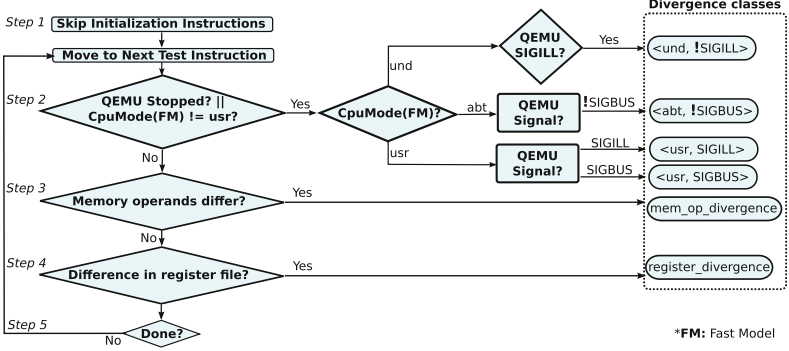 Divergence classes
Step 1
Skip Initialization Instructions
Move to Next Test Instruction
Step 2
QEMU Stopped? ||
CpuMode(FM) != usr?
Yes
CpuMode(FM)?
und
QEMU
SIGILL?
Yes
<und, !SIGILL>
abt
QEMU
Signal?
!SIGBUS
<abt, !SIGBUS>
usr
QEMU
Signal?
SIGILL
<usr, SIGILL>
SIGBUS
<usr, SIGBUS>
No
Step 3
Memory operands differ?
Yes
mem_op_divergence
No
Step 4
Difference in register file?
Yes
register_divergence
Step 5
Done?
No
*FM: Fast Model